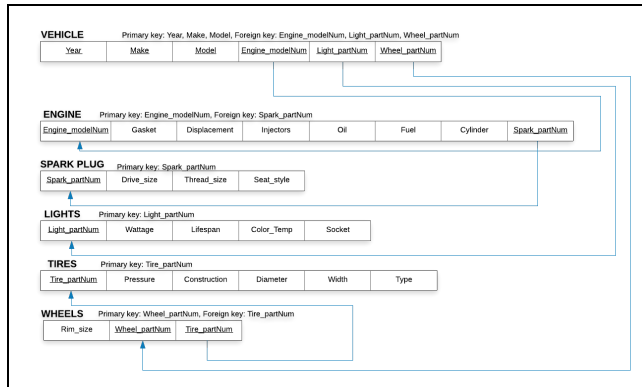 VEHICLE Primary key: Year, Make, Model, Foreign key: Engine_modelNum, Light_partNum, Wheel_partNum
Year Make Model Engine_modelNum Light_partNum Wheel_partNum
ENGINE Primary key: Engine_modelNum, Foreign key: Spark_partNum
Engine_modelNum Gasket Displacement Injectors Oil Fuel Cylinder Spark_partNum
SPARK PLUG Primary key: Spark_partNum
Spark_partNum Drive_size Thread_size Seat_style
LIGHTS Primary key: Light_partNum
Light_partNum Wattage Lifespan Color_Temp Socket
TIRES Primary key: Tire_partNum
Tire_partNum Pressure Construction Diameter Width Type
WHEELS Primary key: Wheel_partNum, Foreign key: Tire_partNum
Rim_size Wheel_partNum Tire_partNum